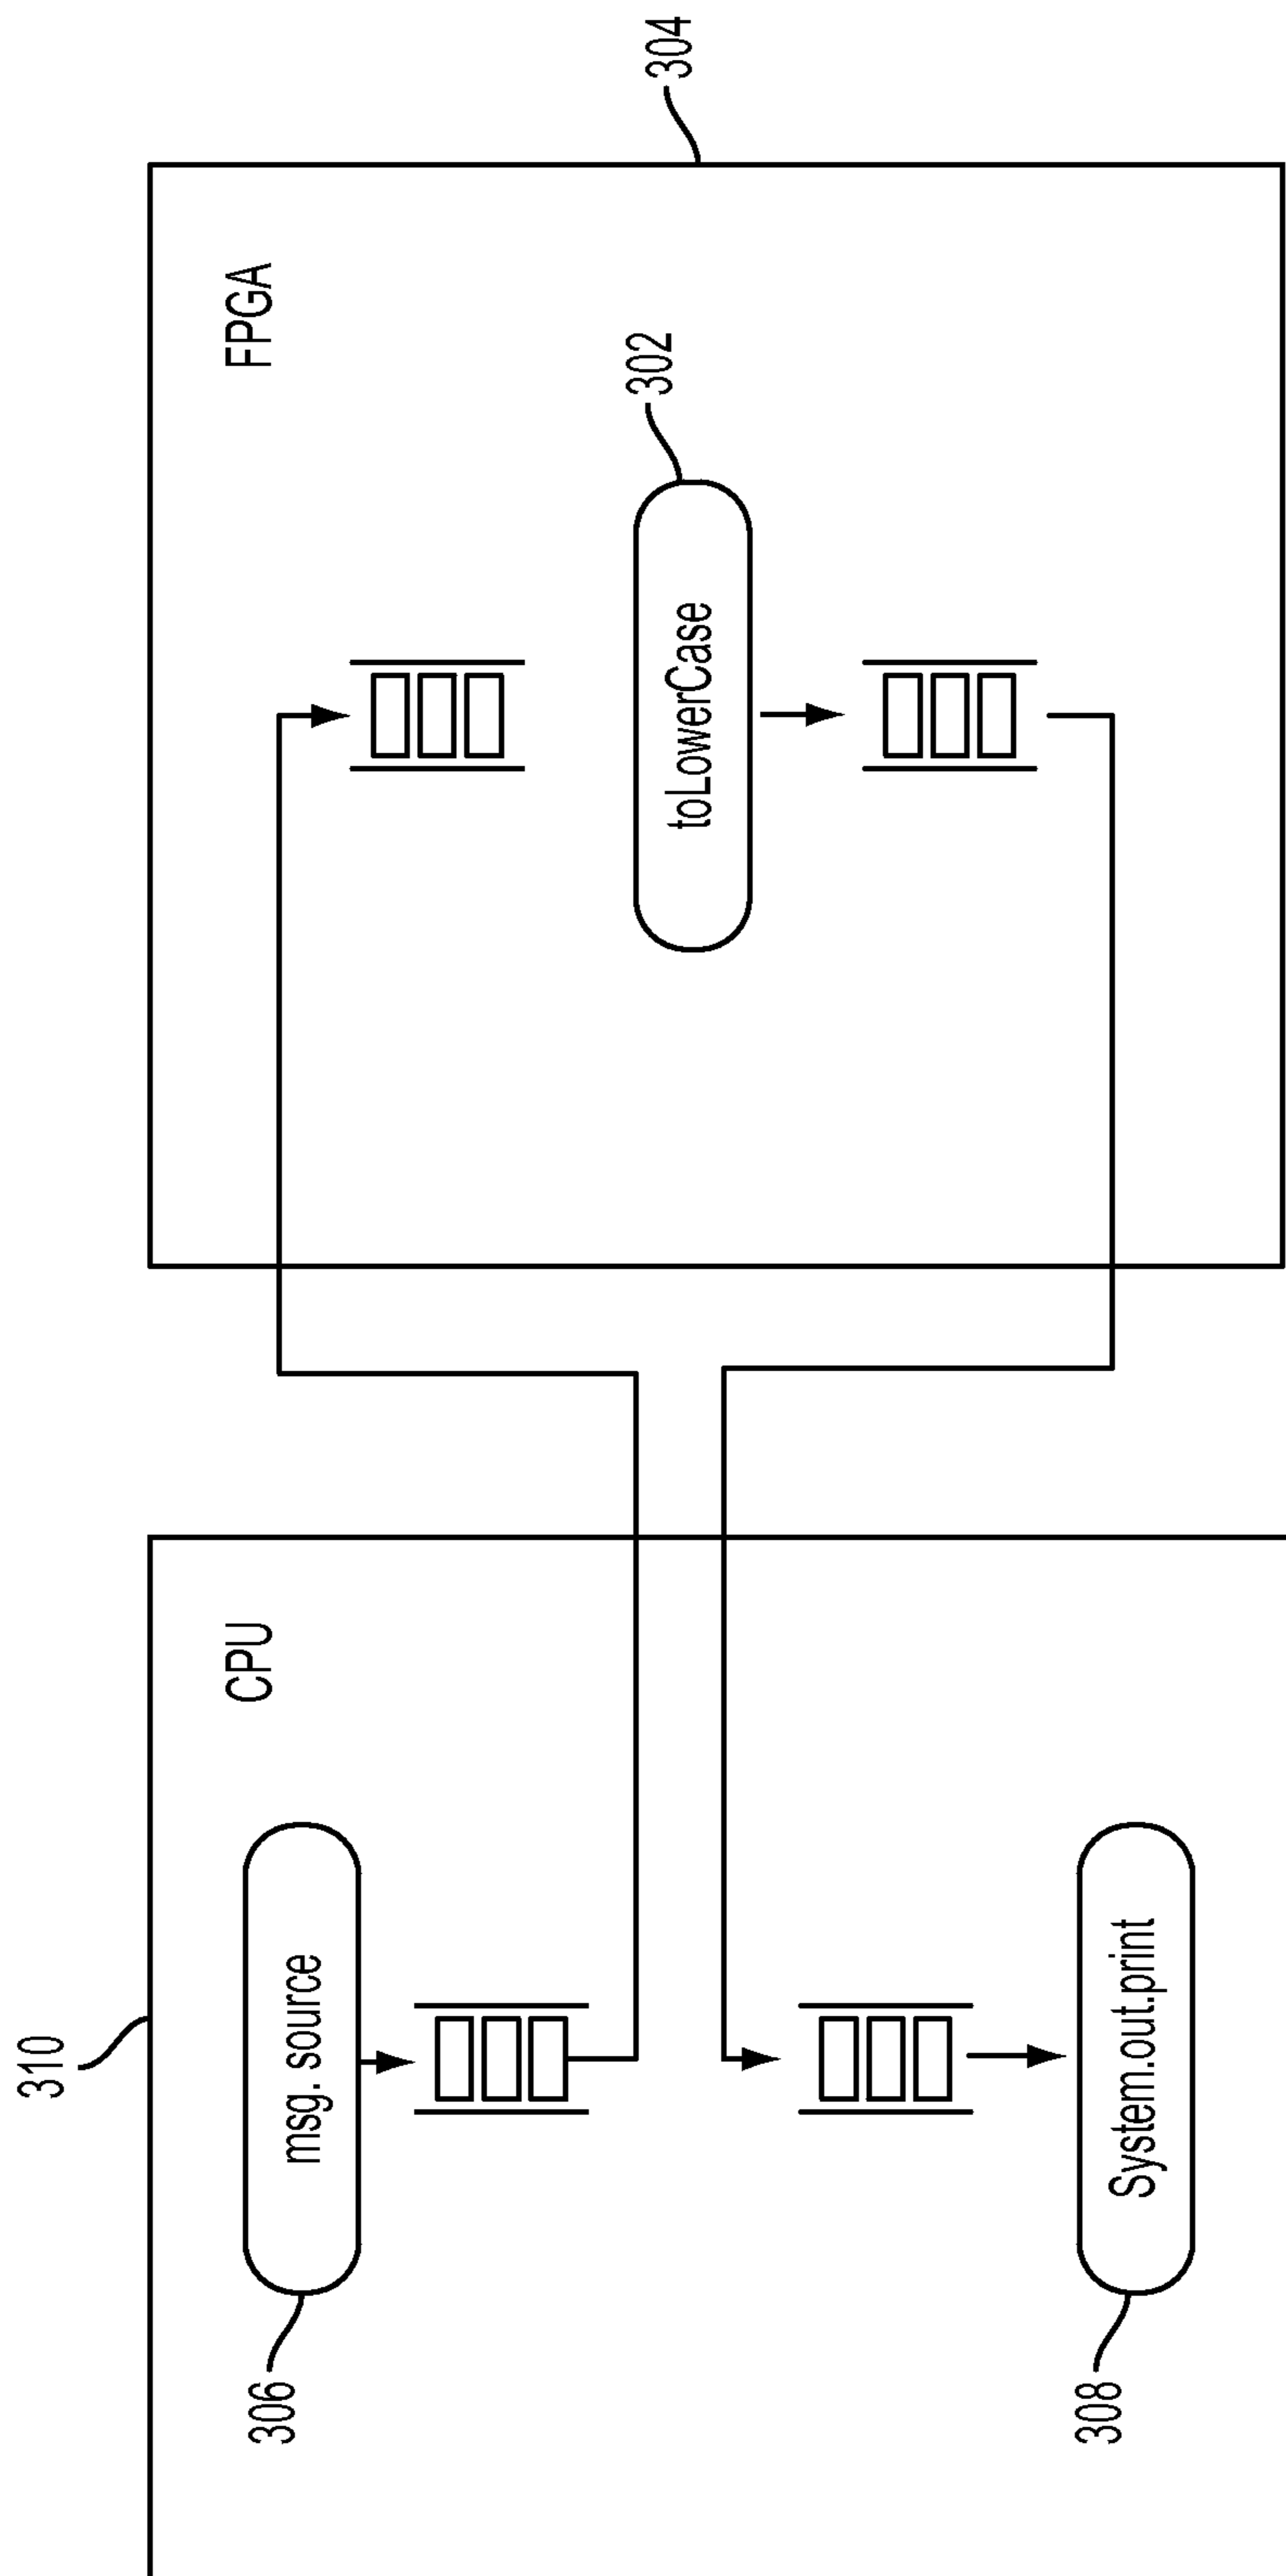 310
CPU
FPGA
304
306
msg. source
302
toLowerCase
308
System.out.print